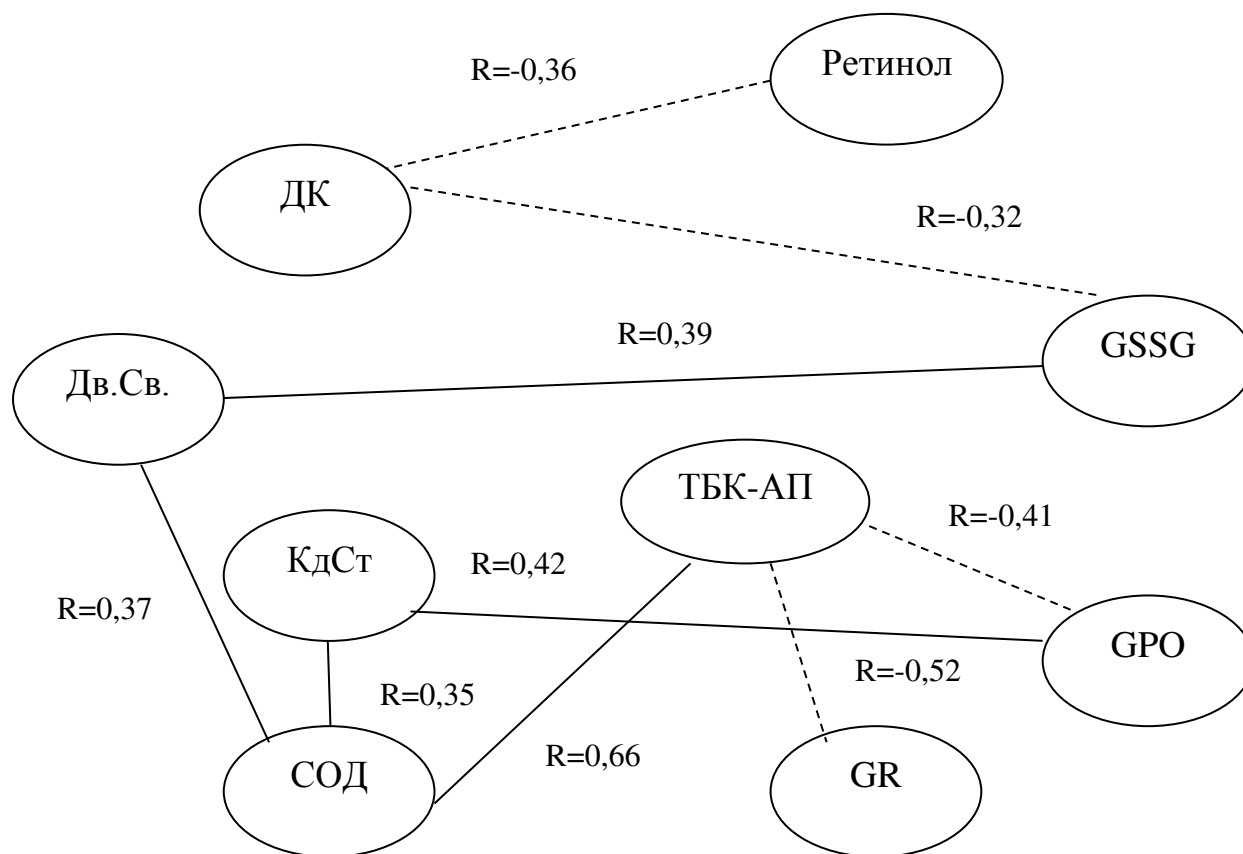 Ретинол
R=-0,36
ДК
R=-0,32
R=0,39
GSSG
Дв.Св.
ТБК-АП
R=-0,41
КдСт
R=0,42
R=0,37
GPO
R=-0,52
R=0,35
R=0,66
СОД
GR